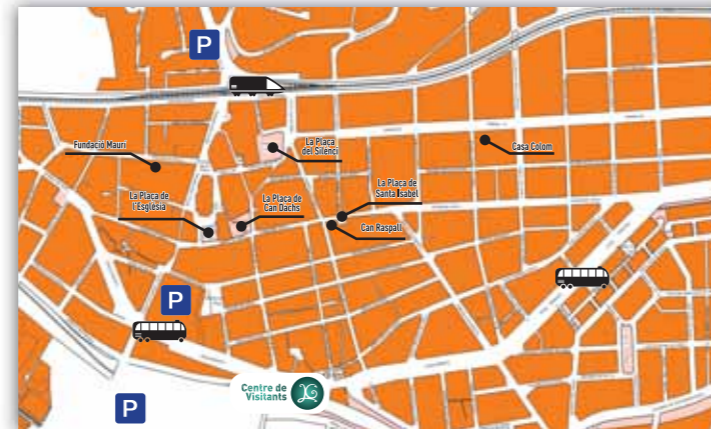 P
Fundació Maurí
La Plaça
del Silenci
Casa Colom
La Plaça de
l'Església
La Plaça de
Can Dachs
La Plaça de
Santa Isabel
Can Raspall
P
Centre de
Visitants
P